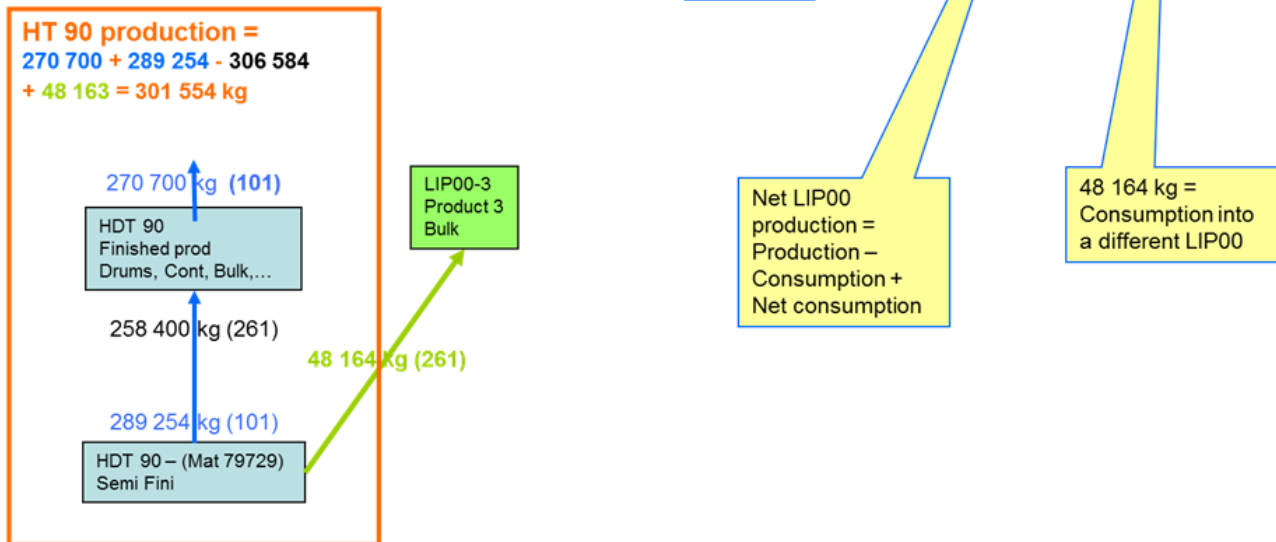 HT 90 production =
270 700 + 289 254 - 306 584
+ 48 163 = 301 554 kg
270 700 kg (101)
HDT 90
Finished prod
Drums, Cont, Bulk,…
258 400 kg (261)
289 254 kg (101)
HDT 90 – (Mat 79729)
Semi Fini
LIP00-3
Product 3
Bulk
48 164 kg (261)
Net LIP00
production =
Production –
Consumption +
Net consumption
48 164 kg =
Consumption into
a different LIP00